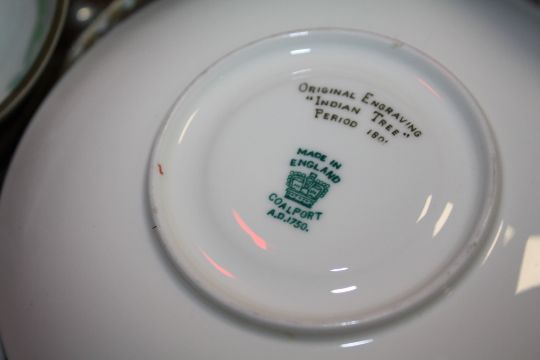 ORIGINAL ENGRAVING
"INDIAN TREE"
PERIOD 1801
MADE IN
ENGLAND
COALPORT
A.D.1750.